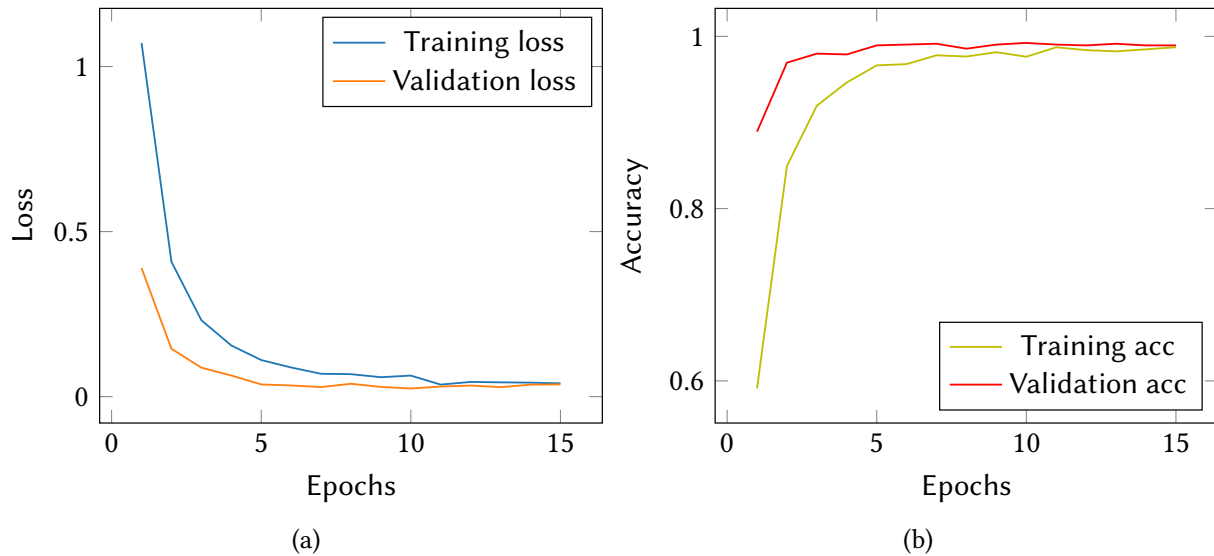 Training loss
Validation loss
1
0.5
0
Loss
0 5 10 15
Epochs
(a)
1
0.8
0.6
Accuracy
Training acc
Validation acc
0 5 10 15
Epochs
(b)